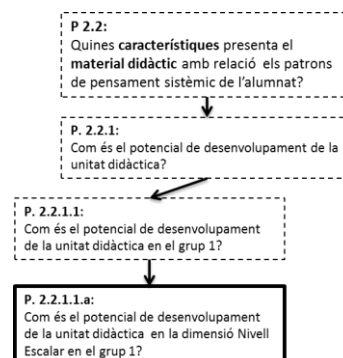 P 2.2:
Quines característiques presenta el
material didàctic amb relació els patrons
de pensament sistèmic de l'alumnat?
P. 2.2.1:
Com és el potencial de desenvolupament de la
unitat didàctica?
P. 2.2.1.1:
Com és el potencial de desenvolupament
de la unitat didàctica en el grup 1?
P. 2.2.1.1.a:
Com és el potencial de desenvolupament
de la unitat didàctica en la dimensió Nivell
Escalar en el grup 1?